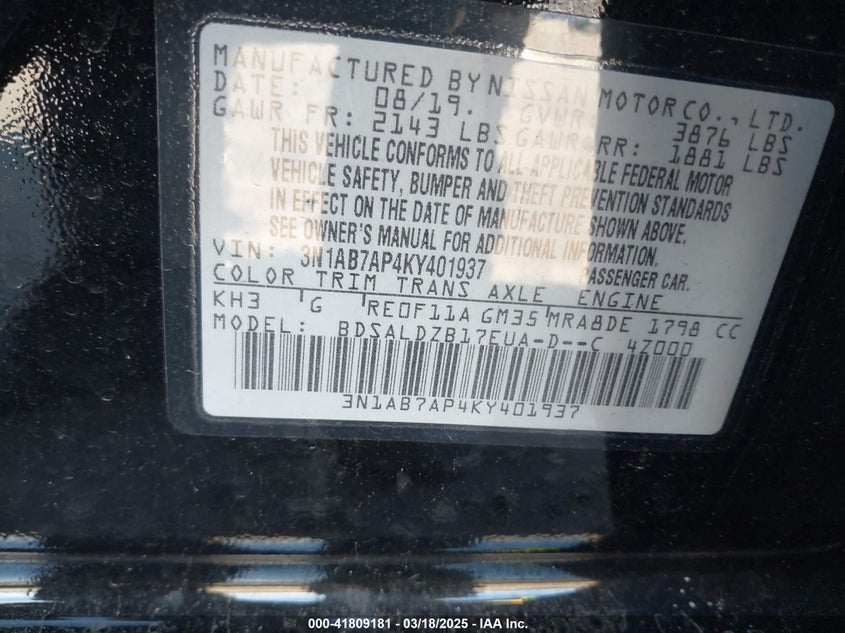 MANUFACTURED BY NISSAN MOTOR CO., LTD.
DATE: 08/19. GVWR 3876 LBS
GAWR FR: 2143 LBS GAWR RR: 1881 LBS
THIS VEHICLE CONFORMS TO ALL APPLICABLE FEDERAL MOTOR
VEHICLE SAFETY, BUMPER AND THEFT PREVENTION STANDARDS
IN EFFECT ON THE DATE OF MANUFACTURE SHOWN ABOVE.
SEE OWNER'S MANUAL FOR ADDITIONAL INFORMATION.
VIN: 3N1AB7AP4KY401937 PASSENGER CAR.
COLOR TRIM TRANS AXLE ENGINE
KH3 G RE0F11A GM35 MRA8DE 1798 CC
MODEL: BDSALDZB17EUA-D--C 4Z000
3N1AB7AP4KY401937
000-41809181 - 03/18/2025 - IAA Inc.